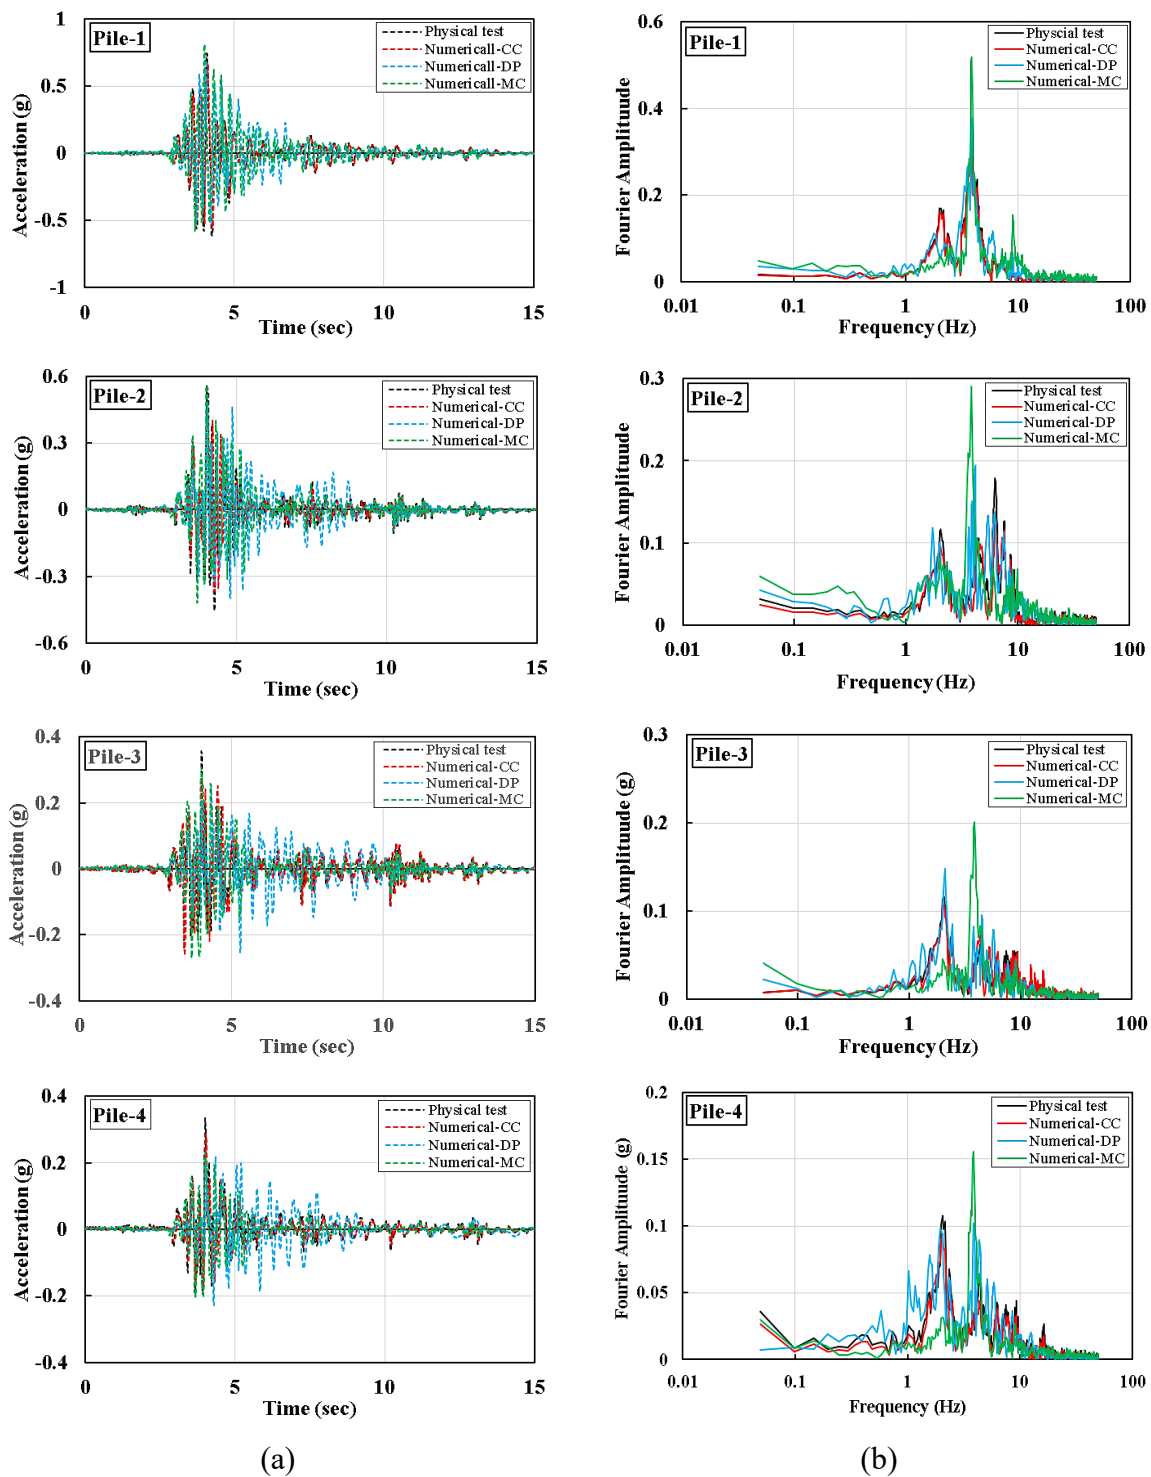 Pile-1
Physical test
Numericall-CC
Numericall-DP
Numericall-MC
1
0.5
0
-0.5
-1
Acceleration (g)
0
5
10
15
Time (sec)
Pile-1
Physcial test
Numerical-CC
Numerical-DP
Numerical-MC
0.6
0.4
0.2
0
Fourier Amplituude
0.01
0.1
1
10
100
Frequency (Hz)
Pile-2
Physical test
Numerical-CC
Numerical-DP
Numerical-MC
0.6
0.3
0
-0.3
-0.6
Acceleration (g)
0
5
10
15
Time (sec)
Pile-2
Physical test
Numerical-CC
Numerical-DP
Numerical-MC
0.3
0.2
0.1
0
Fourier Amplituude
0.01
0.1
1
10
100
Frequency (Hz)
Pile-3
Physical test
Numerical-CC
Numerical-DP
Numerical-MC
0.4
0.2
0
-0.2
-0.4
Acceleration (g)
0
5
10
15
Time (sec)
Pile-3
Physical test
Numerical-CC
Numerical-DP
Numerical-MC
0.3
0.2
0.1
0
Fourier Amplituude (g)
0.01
0.1
1
10
100
Frequency (Hz)
Pile-4
Physical test
Numerical-CC
Numerical-DP
Numerical-MC
0.4
0.2
0
-0.2
-0.4
Acceleration (g)
0
5
10
15
Time (sec)
Pile-4
Physical test
Numerical-CC
Numerical-DP
Numerical-MC
0.2
0.15
0.1
0.05
0
Fourier Amplituude (g)
0.01
0.1
1
10
100
Frequency (Hz)
(a)
(b)